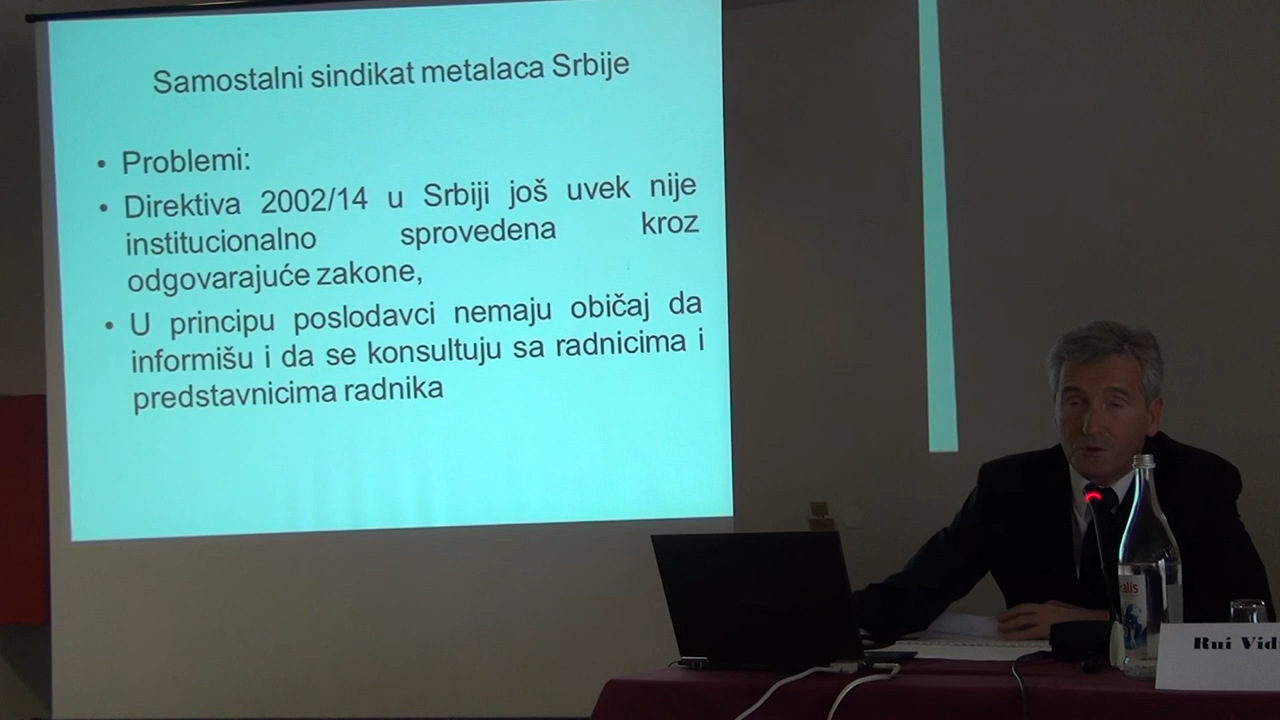 Samostalni sindikat metalaca Srbije
• Problemi:
• Direktiva 2002/14 u Srbiji još uvek nije
institucionalno sprovedena kroz
odgovarajuće zakone,
• U principu poslodavci nemaju običaj da
informišu i da se konsultuju sa radnicima i
predstavnicima radnika
Rui